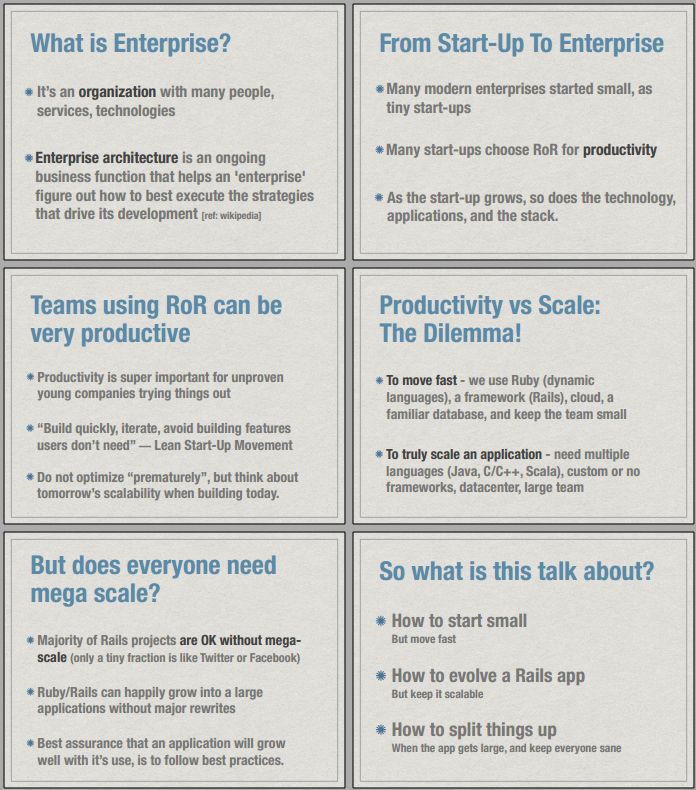 What is Enterprise?
It's an organization with many people,
services, technologies
Enterprise architecture is an ongoing
business function that helps an 'enterprise'
figure out how to best execute the strategies
that drive its development [ref: wikipedia]
From Start-Up To Enterprise
Many modern enterprises started small, as
tiny start-ups
Many start-ups choose RoR for productivity
As the start-up grows, so does the technology,
applications, and the stack.
Teams using RoR can be
very productive
Productivity is super important for unproven
young companies trying things out
“Build quickly, iterate, avoid building features
users don't need” — Lean Start-Up Movement
Do not optimize “prematurely”, but think about
tomorrow's scalability when building today.
Productivity vs Scale:
The Dilemma!
To move fast - we use Ruby (dynamic
languages), a framework (Rails), cloud, a
familiar database, and keep the team small
To truly scale an application - need multiple
languages (Java, C/C++, Scala), custom or no
frameworks, datacenter, large team
But does everyone need
mega scale?
Majority of Rails projects are OK without mega-
scale (only a tiny fraction is like Twitter or Facebook)
Ruby/Rails can happily grow into a large
applications without major rewrites
Best assurance that an application will grow
well with it's use, is to follow best practices.
So what is this talk about?
How to start small
But move fast
How to evolve a Rails app
But keep it scalable
How to split things up
When the app gets large, and keep everyone sane